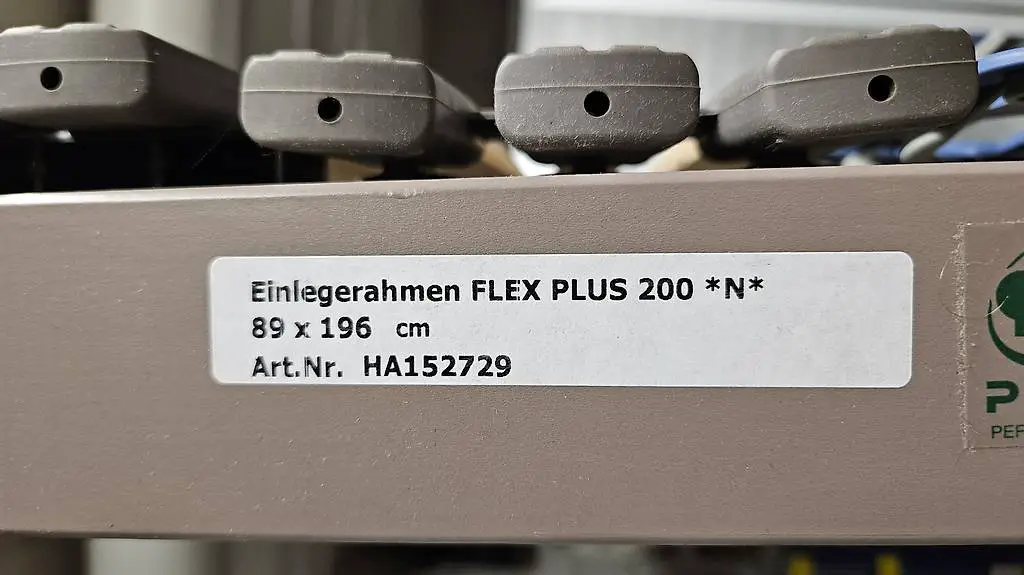 Einlegerahmen FLEX PLUS 200 *N*
89 x 196 cm
Art.Nr. HA152729